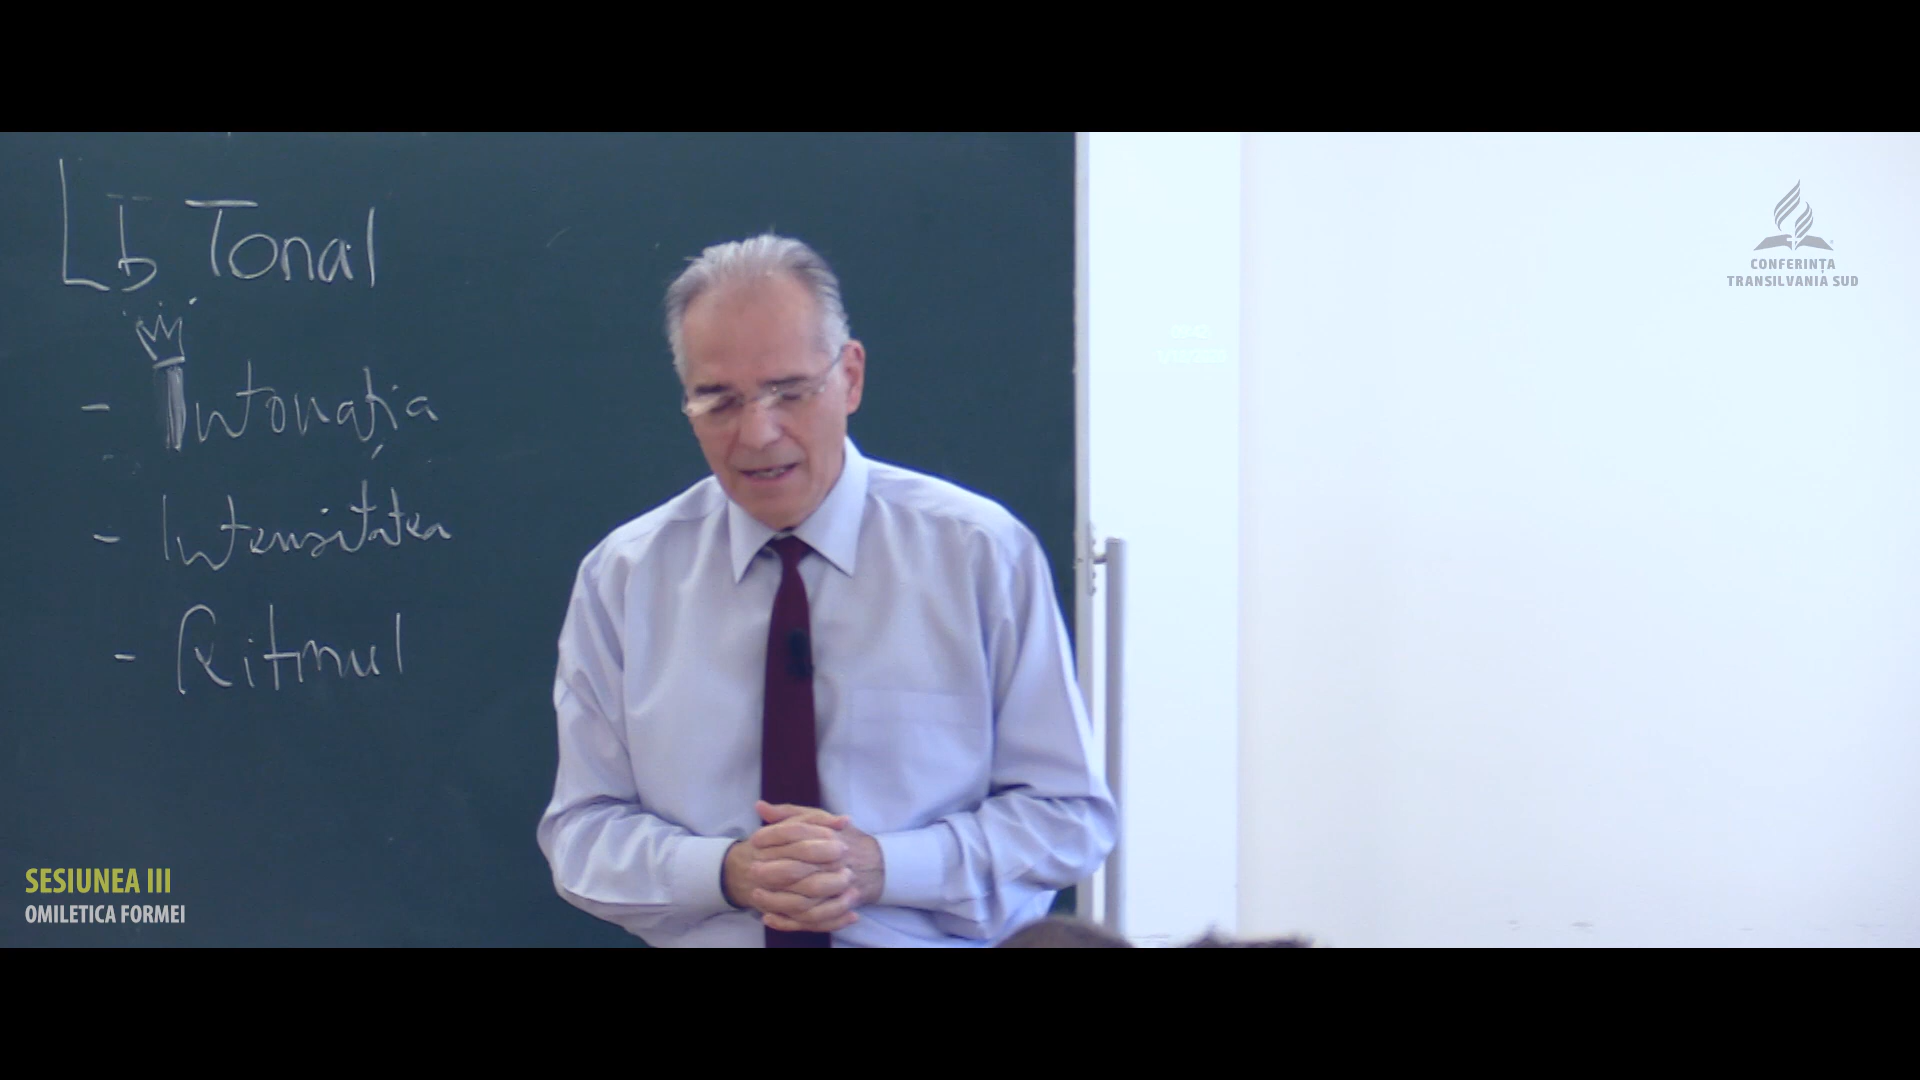 Lb Tonal
- Intonația
- Intensitatea
- Ritmul
CONFERINȚA
TRANSILVANIA SUD
SESIUNEA III
OMILETICA FORMEI